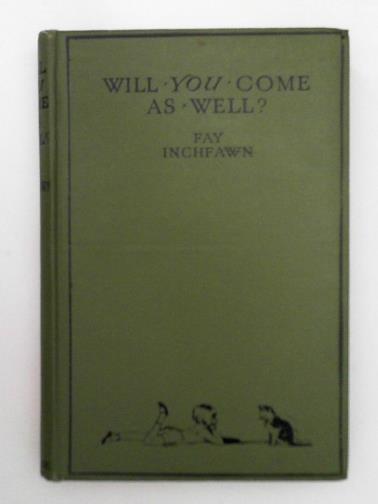 WILL · YOU · COME
AS · WELL?
FAY
INCHFAWN